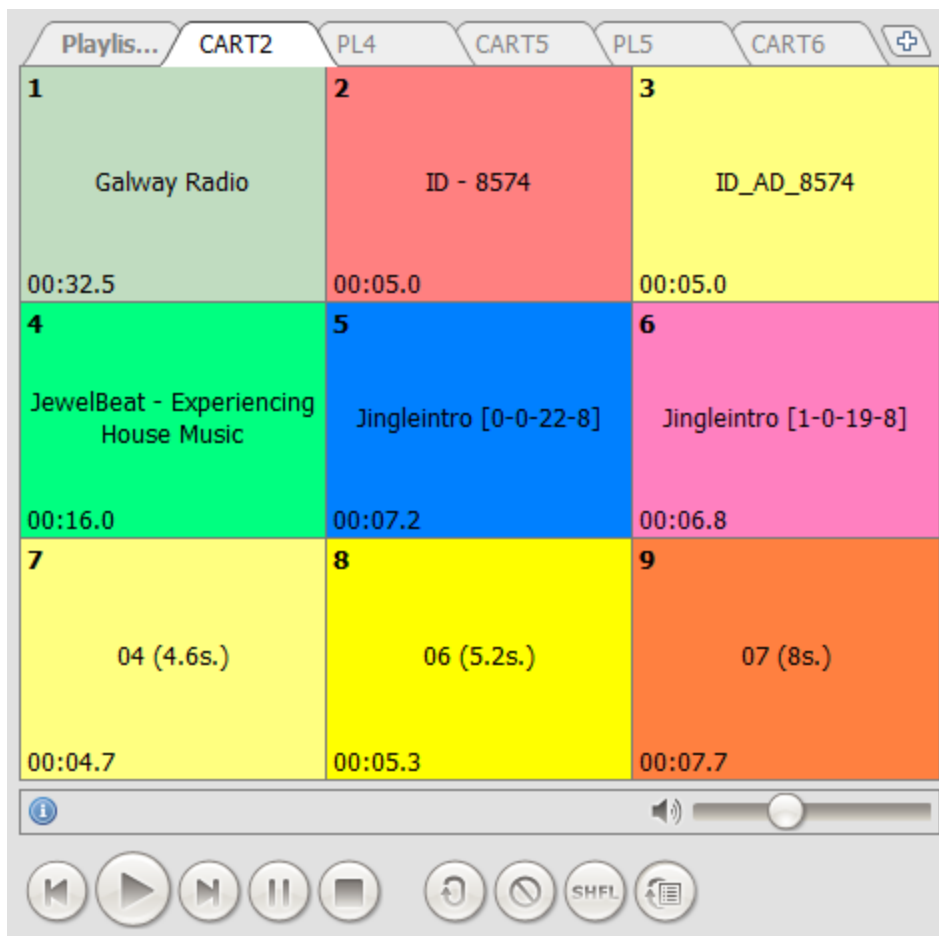 Playlis... CART2 PL4 CART5 PL5 CART6
1 2 3
Galway Radio ID - 8574 ID_AD_8574
00:32.5 00:05.0 00:05.0
4 5 6
JewelBeat - Experiencing
House Music
Jingleintro [0-0-22-8] Jingleintro [1-0-19-8]
00:16.0 00:07.2 00:06.8
7 8 9
04 (4.6s.) 06 (5.2s.) 07 (8s.)
00:04.7 00:05.3 00:07.7
SHFL